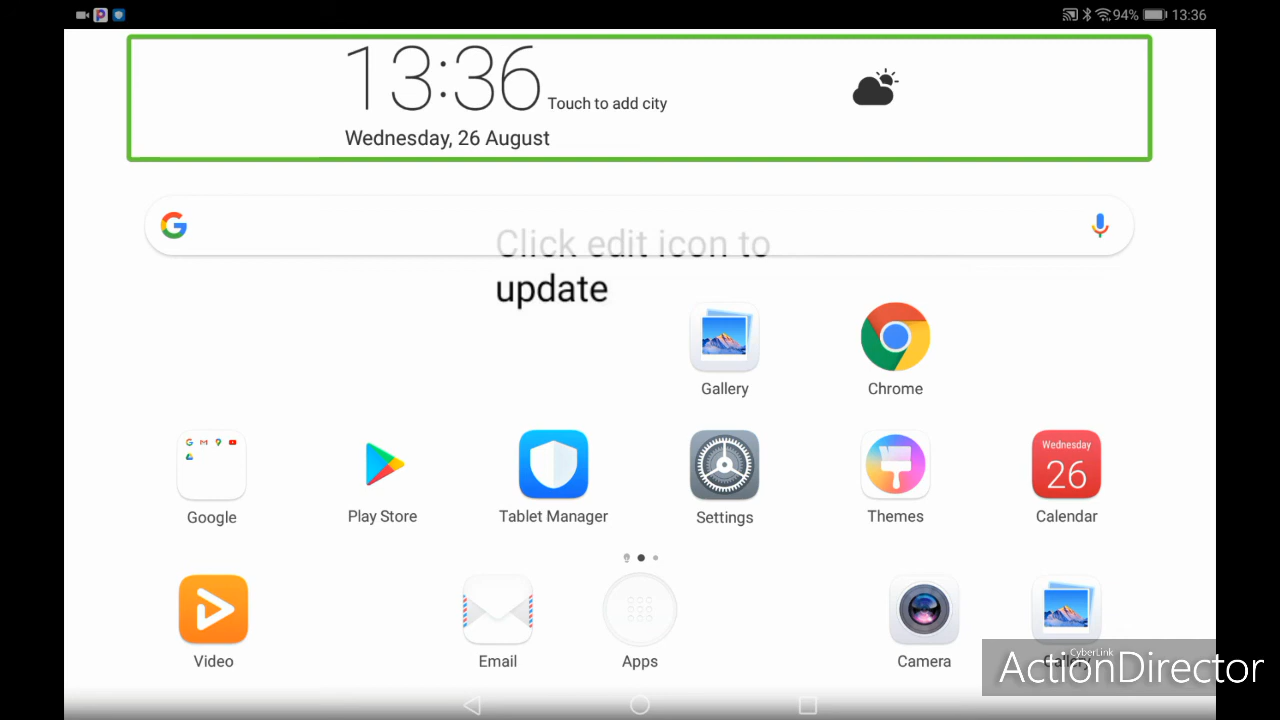 94% 13:36
13:36 Touch to add city
Wednesday, 26 August
Click edit icon to
update
Gallery
Chrome
Wednesday
26
Google
Play Store
Tablet Manager
Settings
Themes
Calendar
Video
Email
Apps
Camera
Gallery
CyberLink
ActionDirector